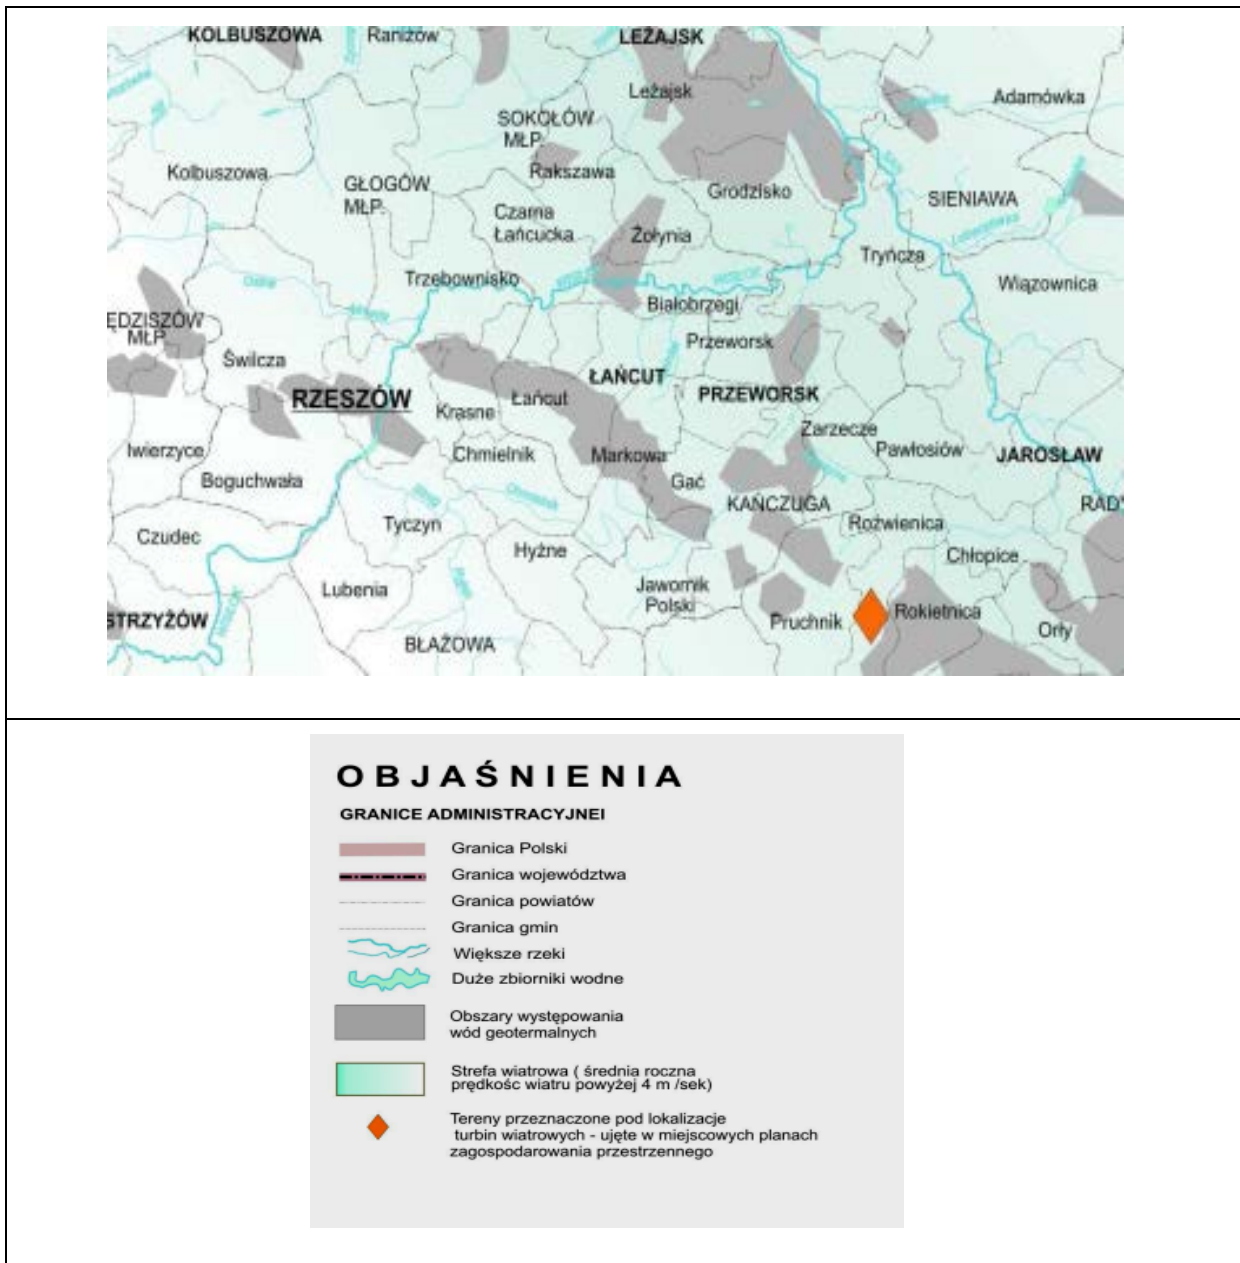 KOLBUSZOWA
Raniżów
LEŻAJSK
Leżajsk
Adamówka
SOKOŁÓW
MŁP.
Kolbuszowa
GŁOGÓW
MŁP.
Rakszawa
Grodzisko
SIENIAWA
Czarna
Łańcucka
Żołynia
Tryńcza
Trzebownisko
Wiązownica
Białobrzegi
ĘDZISZÓW
MŁP.
Świlcza
Przeworsk
RZESZÓW
Krasne
Łańcut
ŁAŃCUT
PRZEWORSK
Zarzecze
Pawłosiów
JAROSŁAW
Iwierzyce
Boguchwała
Chmielnik
Markowa
Gać
KAŃCZUGA
RADY
Czudec
Tyczyn
Hyżne
Roźwienica
Chłopice
Lubenia
Jawornik
Polski
Pruchnik
Rokietnica
Orły
STRZYŻÓW
BŁAŻOWA
OBJAŚNIENIA
GRANICE ADMINISTRACYJNEI
Granica Polski
Granica województwa
Granica powiatów
Granica gmin
Większe rzeki
Duże zbiorniki wodne
Obszary występowania
wód geotermalnych
Strefa wiatrowa ( średnia roczna
prędkośc wiatru powyżej 4 m /sek)
Tereny przeznaczone pod lokalizacje
turbin wiatrowych - ujęte w miejscowych planach
zagospodarowania przestrzennego